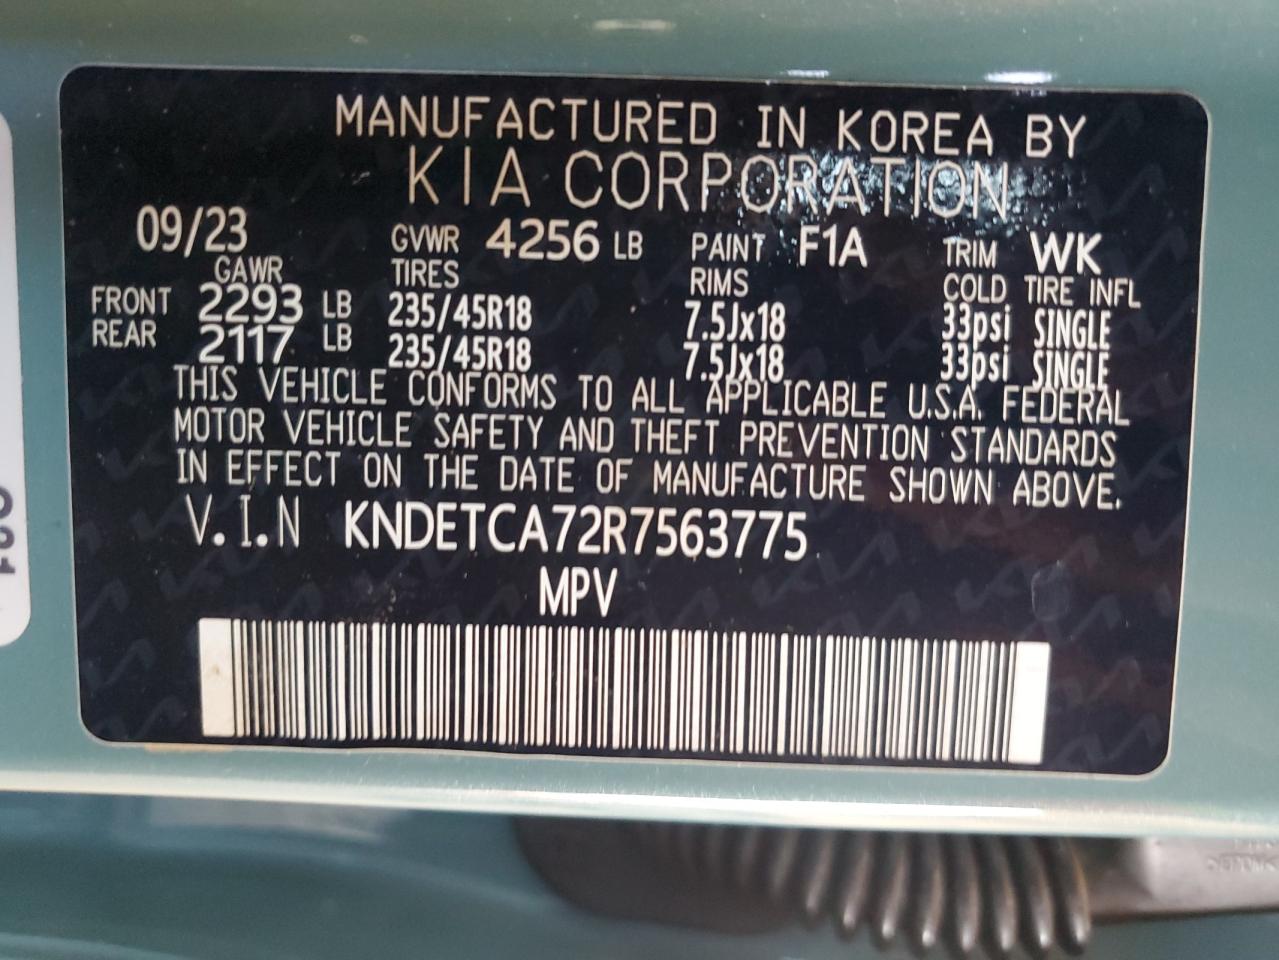 MANUFACTURED IN KOREA BY
KIA CORPORATION
09/23 GVWR 4256 LB PAINT F1A TRIM WK
GAWR TIRES RIMS COLD TIRE INFL
FRONT 2293 LB 235/45R18 7.5Jx18 33psi SINGLE
REAR 2117 LB 235/45R18 7.5Jx18 33psi SINGLE
THIS VEHICLE CONFORMS TO ALL APPLICABLE U.S.A. FEDERAL
MOTOR VEHICLE SAFETY AND THEFT PREVENTION STANDARDS
IN EFFECT ON THE DATE OF MANUFACTURE SHOWN ABOVE.
V.I.N KNDETCA72R7563775
MPV